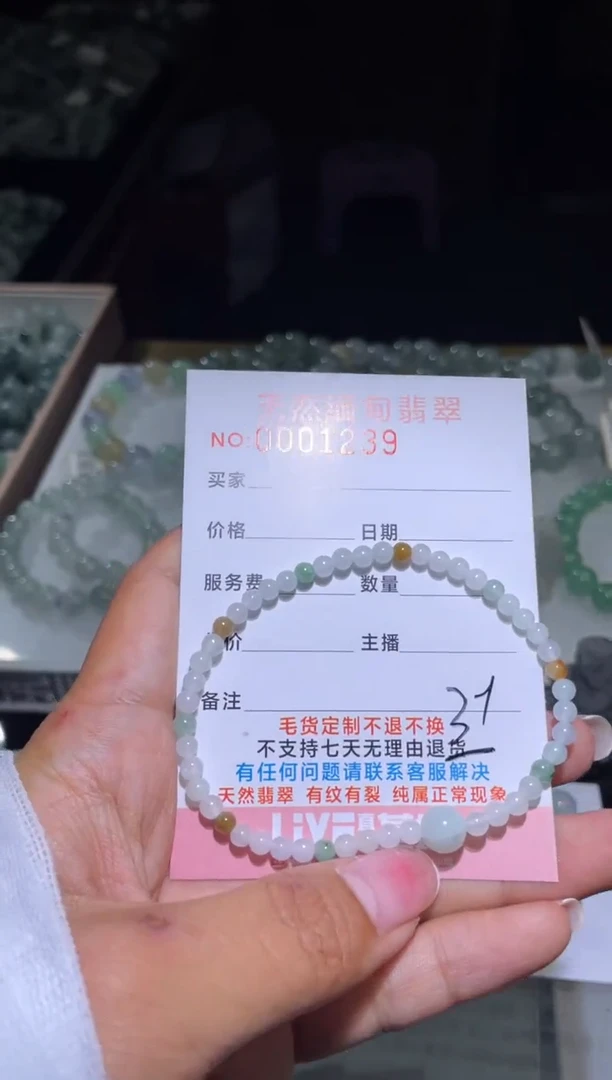 天然缅甸翡翠
NO:0001239
买家
价格 日期
服务费 数量
价 主播
备注
31
毛货定制不退不换
不支持七天无理由退货
有任何问题请联系客服解决
天然翡翠 有纹有裂 纯属正常现象
LIVE